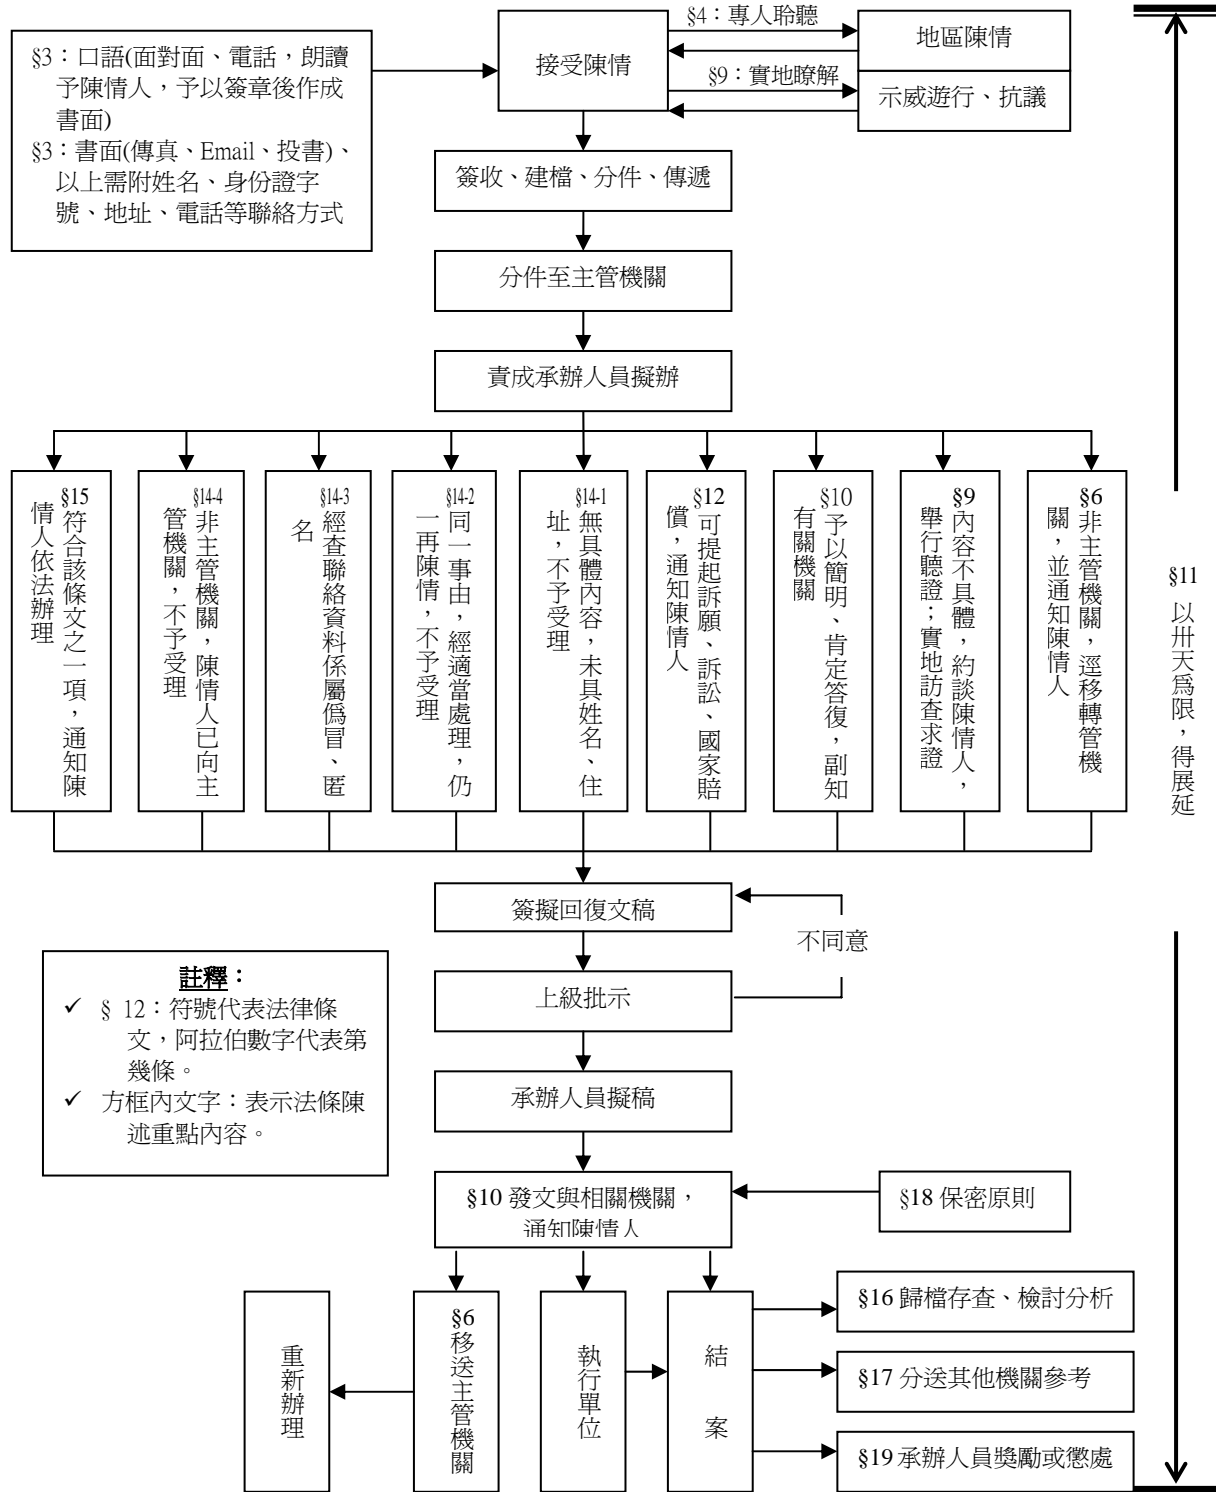 §3：口語(面對面、電話，朗讀
予陳情人，予以簽章後作成
書面)
§3：書面(傳真、Email、投書)、
以上需附姓名、身份證字
號、地址、電話等聯絡方式
接受陳情
§4：專人聆聽
§9：實地瞭解
地區陳情
示威遊行、抗議
簽收、建檔、分件、傳遞
分件至主管機關
責成承辦人員擬辦
§15
符合該條文之一項，通知陳
情人依法辦理
§14-4
非主管機關，陳情人已向主
管機關，不予受理
§14-3
經查聯絡資料係屬偽冒、匿
名
§14-2
同一事由，經適當處理，仍
一再陳情，不予受理
§14-1
無具體內容，未具姓名、住
址，不予受理
§12
可提起訴願、訴訟、國家賠
償，通知陳情人
§10
予以簡明、肯定答復，副知
有關機關
§9
內容不具體，約談陳情人，
舉行聽證；實地訪查求證
§6
非主管機關，逕移轉管機
關，並通知陳情人
§11
以卅天為限，得展延
簽擬回復文稿
不同意
上級批示
註釋：
✓ § 12：符號代表法律條
文，阿拉伯數字代表第
幾條。
✓ 方框內文字：表示法條陳
述重點內容。
承辦人員擬稿
§10 發文與相關機關，
通知陳情人
§18 保密原則
重新辦理
§6
移送主管機關
執行單位
結案
§16 歸檔存查、檢討分析
§17 分送其他機關參考
§19 承辦人員獎勵或懲處